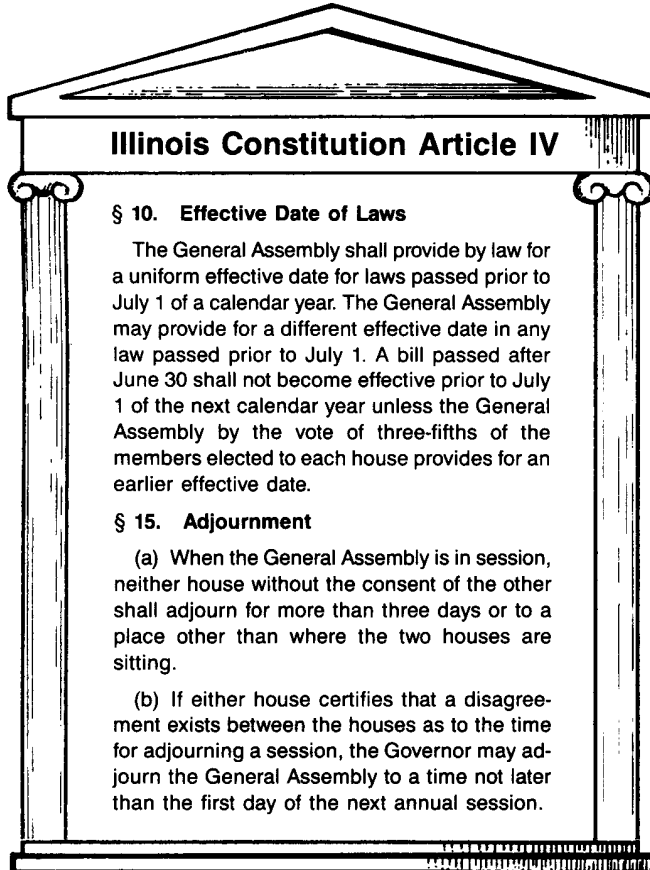 Illinois Constitution Article IV
§ 10. Effective Date of Laws
The General Assembly shall provide by law for
a uniform effective date for laws passed prior to
July 1 of a calendar year. The General Assembly
may provide for a different effective date in any
law passed prior to July 1. A bill passed after
June 30 shall not become effective prior to July
1 of the next calendar year unless the General
Assembly by the vote of three-fifths of the
members elected to each house provides for an
earlier effective date.
§ 15. Adjournment
(a) When the General Assembly is in session,
neither house without the consent of the other
shall adjourn for more than three days or to a
place other than where the two houses are
sitting.
(b) If either house certifies that a disagree-
ment exists between the houses as to the time
for adjourning a session, the Governor may ad-
journ the General Assembly to a time not later
than the first day of the next annual session.